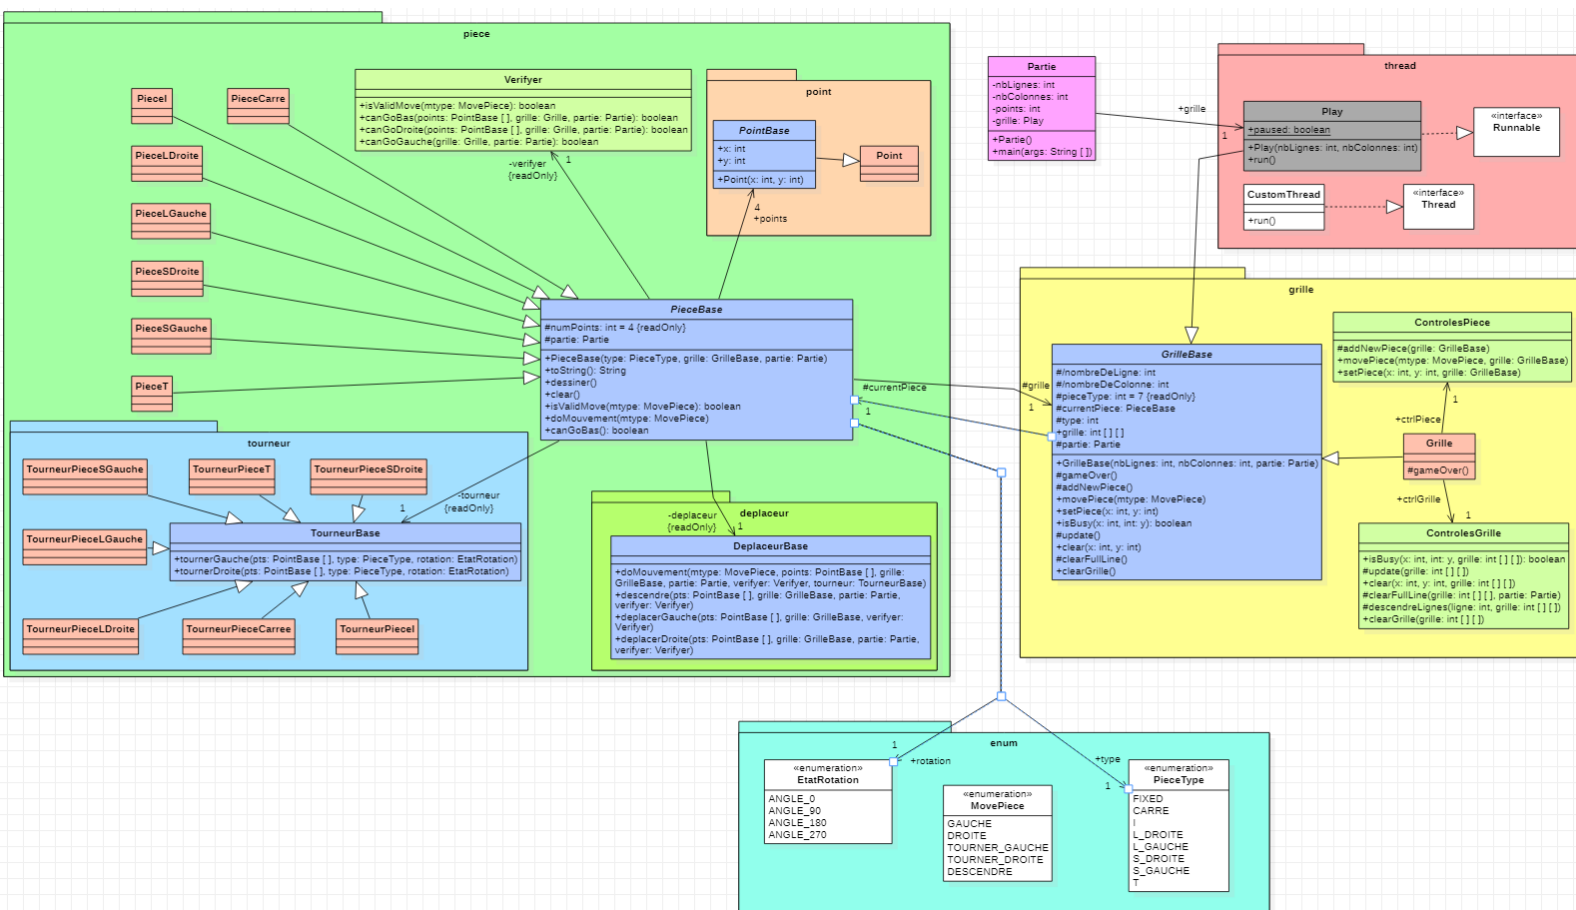 piece
PieceI
PieceCarre
PieceLDroite
PieceLGauche
PieceSDroite
PieceSGauche
PieceT
Verifyer
+isValidMove(mtype: MovePiece): boolean
+canGoBas(points: PointBase [ ], grille: Grille, partie: Partie): boolean
+canGoDroite(points: PointBase [ ], grille: Grille, partie: Partie): boolean
+canGoGauche(grille: Grille, partie: Partie): boolean
-verifyer
{readOnly}
1
point
PointBase
+x: int
+y: int
+Point(x: int, y: int)
Point
4
+points
PieceBase
#numPoints: int = 4 {readOnly}
#partie: Partie
+PieceBase(type: PieceType, grille: GrilleBase, partie: Partie)
+toString(): String
+dessiner()
+clear()
+isValidMove(mtype: MovePiece): boolean
+doMouvement(mtype: MovePiece)
+canGoBas(): boolean
tourneur
TourneurPieceSGauche
TourneurPieceT
TourneurPieceSDroite
TourneurPieceLGauche
TourneurBase
+tournerGauche(pts: PointBase [ ], type: PieceType, rotation: EtatRotation)
+tournerDroite(pts: PointBase [ ], type: PieceType, rotation: EtatRotation)
TourneurPieceLDroite
TourneurPieceCarree
TourneurPieceI
-tourneur
{readOnly}
1
-deplaceur
{readOnly}
1
deplaceur
DeplaceurBase
+doMouvement(mtype: MovePiece, points: PointBase [ ], grille:
GrilleBase, partie: Partie, verifyer: Verifyer, tourneur: TourneurBase)
+descendre(pts: PointBase [ ], grille: GrilleBase, partie: Partie,
verifyer: Verifyer)
+deplacerGauche(pts: PointBase [ ], grille: GrilleBase, verifyer:
Verifyer)
+deplacerDroite(pts: PointBase [ ], grille: GrilleBase, partie: Partie,
verifyer: Verifyer)
Partie
-nbLignes: int
-nbColonnes: int
-points: int
-grille: Play
+Partie()
+main(args: String [ ])
+grille
1
thread
Play
+paused: boolean
+Play(nbLignes: int, nbColonnes: int)
+run()
«interface»
Runnable
CustomThread
+run()
«interface»
Thread
grille
#currentPiece
1
#grille
1
GrilleBase
#/nombreDeLigne: int
#/nombreDeColonne: int
#pieceType: int = 7 {readOnly}
#currentPiece: PieceBase
#type: int
+grille: int [ ] [ ]
#partie: Partie
+GrilleBase(nbLignes: int, nbColonnes: int, partie: Partie)
#gameOver()
#addNewPiece()
+movePiece(mtype: MovePiece)
+setPiece(x: int, y: int)
+isBusy(x: int, int: y): boolean
#update()
+clear(x: int, y: int)
#clearFullLine()
+clearGrille()
ControlesPiece
#addNewPiece(grille: GrilleBase)
+movePiece(mtype: MovePiece, grille: GrilleBase)
+setPiece(x: int, y: int, grille: GrilleBase)
1
+ctrlPiece
Grille
#gameOver()
+ctrlGrille
1
ControlesGrille
+isBusy(x: int, int: y, grille: int [ ] [ ]): boolean
#update(grille: int [ ] [ ])
+clear(x: int, y: int, grille: int [ ] [ ])
#clearFullLine(grille: int [ ] [ ], partie: Partie)
#descendreLignes(ligne: int, grille: int [ ] [ ])
+clearGrille(grille: int [ ] [ ])
enum
1
+rotation
+type
1
«enumeration»
EtatRotation
ANGLE_0
ANGLE_90
ANGLE_180
ANGLE_270
«enumeration»
MovePiece
GAUCHE
DROITE
TOURNER_GAUCHE
TOURNER_DROITE
DESCENDRE
«enumeration»
PieceType
FIXED
CARRE
I
L_DROITE
L_GAUCHE
S_DROITE
S_GAUCHE
T